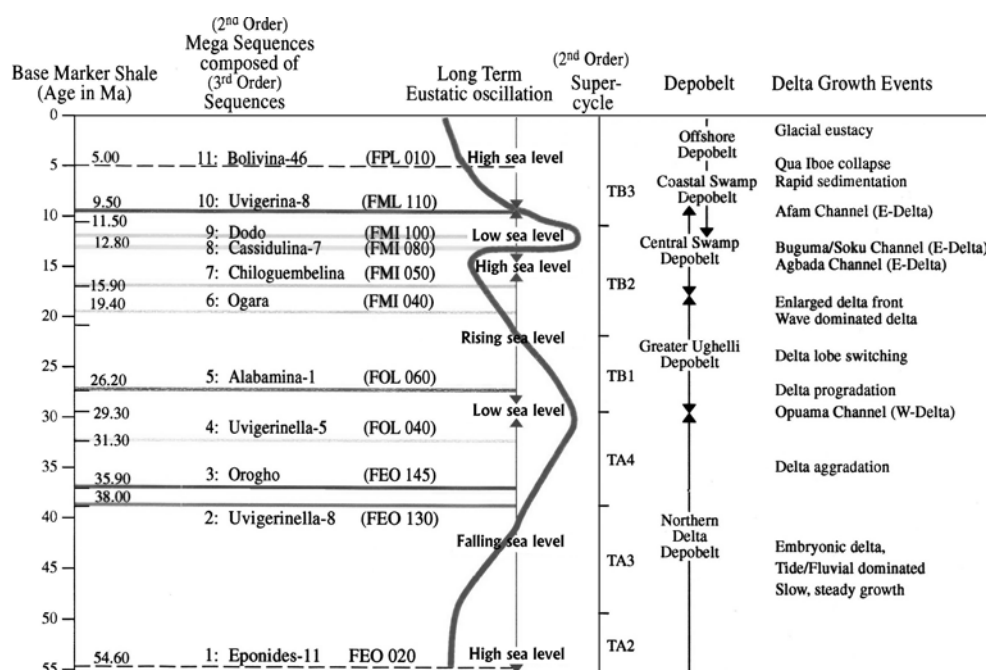 (2nd Order)
Mega Sequences
composed of
(3rd Order)
Sequences
Base Marker Shale
(Age in Ma)
Long Term
Eustatic oscillation
(2nd Order)
Super-
cycle
Depobelt
Delta Growth Events
0
5
10
15
20
25
30
35
40
45
50
55
5.00
9.50
11.50
12.80
15.90
19.40
26.20
29.30
31.30
35.90
38.00
54.60
11: Bolivina-46 (FPL 010)
10: Uvigerina-8 (FML 110)
9: Dodo (FMI 100)
8: Cassidulina-7 (FMI 080)
7: Chiloguembelina (FMI 050)
6: Ogara (FMI 040)
5: Alabamina-1 (FOL 060)
4: Uvigerinella-5 (FOL 040)
3: Orogho (FEO 145)
2: Uvigerinella-8 (FEO 130)
1: Eponides-11 FEO 020
High sea level
Low sea level
High sea level
Rising sea level
Low sea level
Falling sea level
High sea level
TB3
TB2
TB1
TA4
TA3
TA2
Offshore
Depobelt
Coastal Swamp
Depobelt
Central Swamp
Depobelt
Greater Ughelli
Depobelt
Northern
Delta
Depobelt
Glacial eustacy
Qua Iboe collapse
Rapid sedimentation
Afam Channel (E-Delta)
Buguma/Soku Channel (E-Delta)
Agbada Channel (E-Delta)
Enlarged delta front
Wave dominated delta
Delta lobe switching
Delta progradation
Opuama Channel (W-Delta)
Delta aggradation
Embryonic delta,
Tide/Fluvial dominated
Slow, steady growth